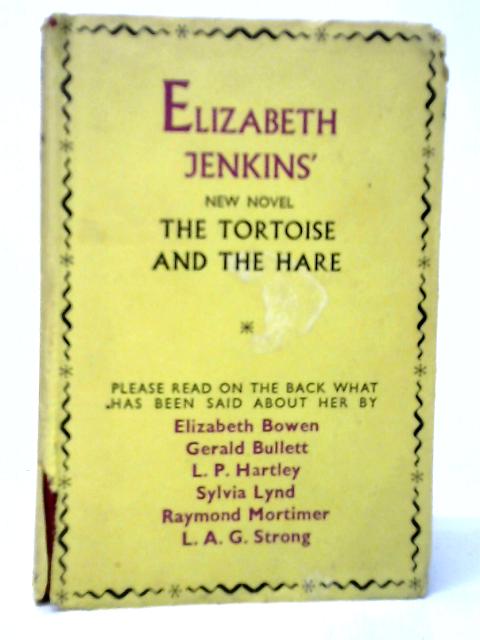 ELIZABETH
JENKINS'
NEW NOVEL
THE TORTOISE
AND THE HARE
*
PLEASE READ ON THE BACK WHAT
HAS BEEN SAID ABOUT HER BY
Elizabeth Bowen
Gerald Bullett
L. P. Hartley
Sylvia Lynd
Raymond Mortimer
L. A. G. Strong